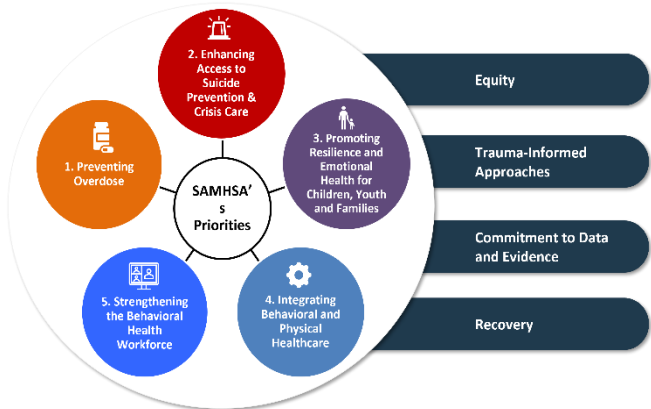 2. Enhancing
Access to
Suicide
Prevention &
Crisis Care
1. Preventing
Overdose
3. Promoting
Resilience and
Emotional
Health for
Children, Youth
and Families
SAMHSA’
s
Priorities
5. Strengthening
the Behavioral
Health
Workforce
4. Integrating
Behavioral and
Physical
Healthcare
Equity
Trauma-Informed
Approaches
Commitment to Data
and Evidence
Recovery